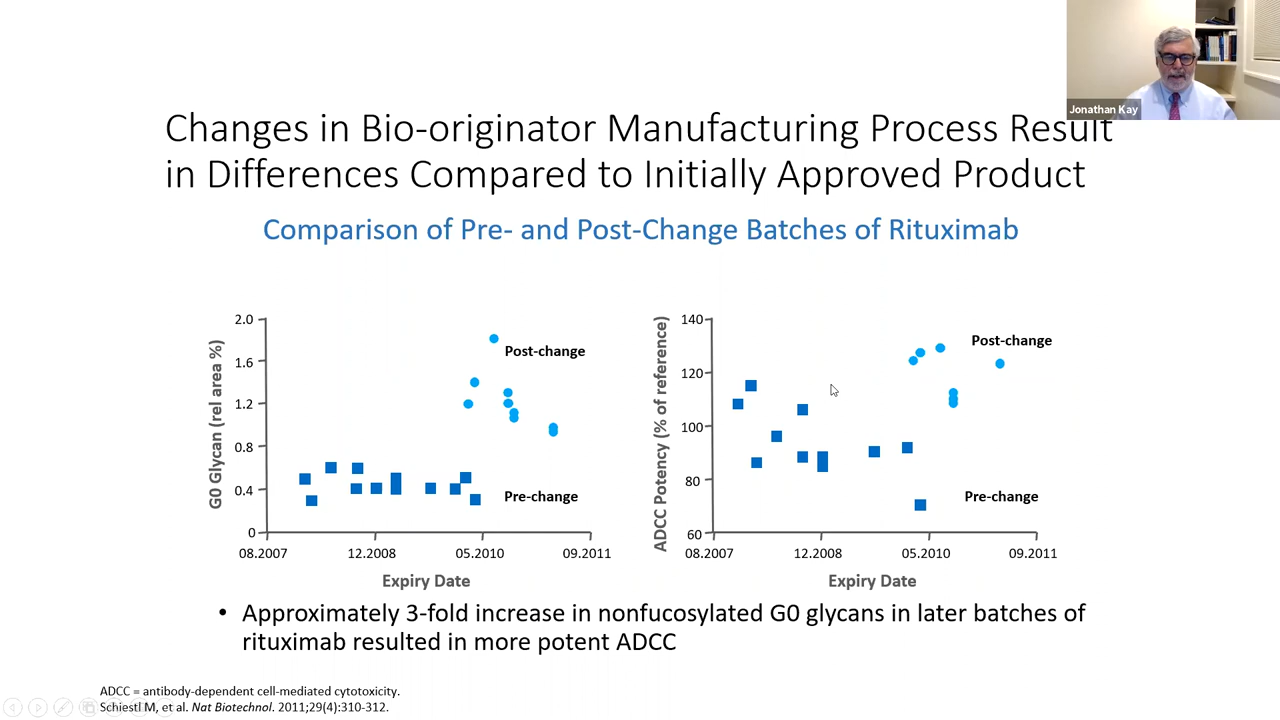 Jonathan Kay
Changes in Bio-originator Manufacturing Process Result
in Differences Compared to Initially Approved Product
Comparison of Pre- and Post-Change Batches of Rituximab
G0 Glycan (rel area %)
2.0
1.6
1.2
0.8
0.4
0
Post-change
Pre-change
08.2007 12.2008 05.2010 09.2011
Expiry Date
ADCC Potency (% of reference)
140
120
100
80
60
Post-change
Pre-change
08.2007 12.2008 05.2010 09.2011
Expiry Date
• Approximately 3-fold increase in nonfucosylated G0 glycans in later batches of
rituximab resulted in more potent ADCC
ADCC = antibody-dependent cell-mediated cytotoxicity.
Schiestl M, et al. Nat Biotechnol. 2011;29(4):310-312.